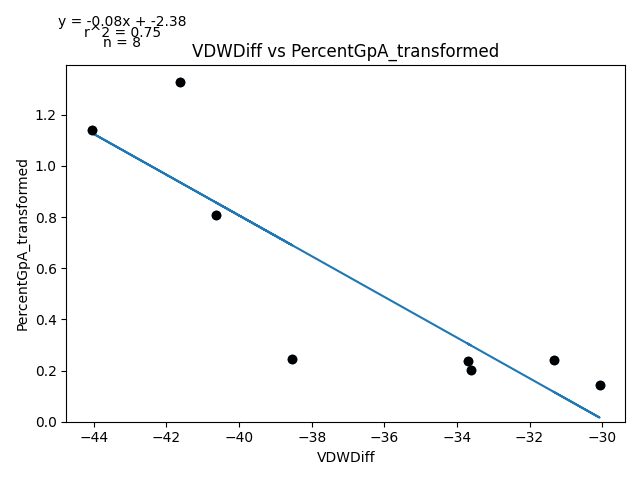 y = -0.08x + -2.38
r^2 = 0.75
n = 8
VDWDiff vs PercentGpA_transformed
PercentGpA_transformed
1.2
1.0
0.8
0.6
0.4
0.2
0.0
−44 −42 −40 −38 −36 −34 −32 −30
VDWDiff